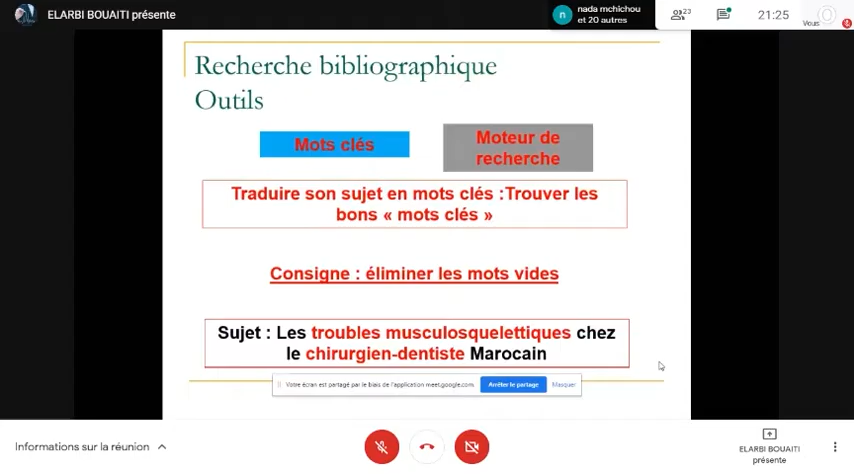 ELARBI BOUAITI présente
nada mchichou
et 20 autres
n
23
21:25
Vous
Recherche bibliographique
Outils
Mots clés
Moteur de
recherche
Traduire son sujet en mots clés :Trouver les
bons « mots clés »
Consigne : éliminer les mots vides
Sujet : Les troubles musculosquelettiques chez
le chirurgien-dentiste Marocain
Votre écran est partagé par le biais de l'application meet.google.com.
Arrêter le partage
Masquer
Informations sur la réunion
ELARBI BOUAITI
présente